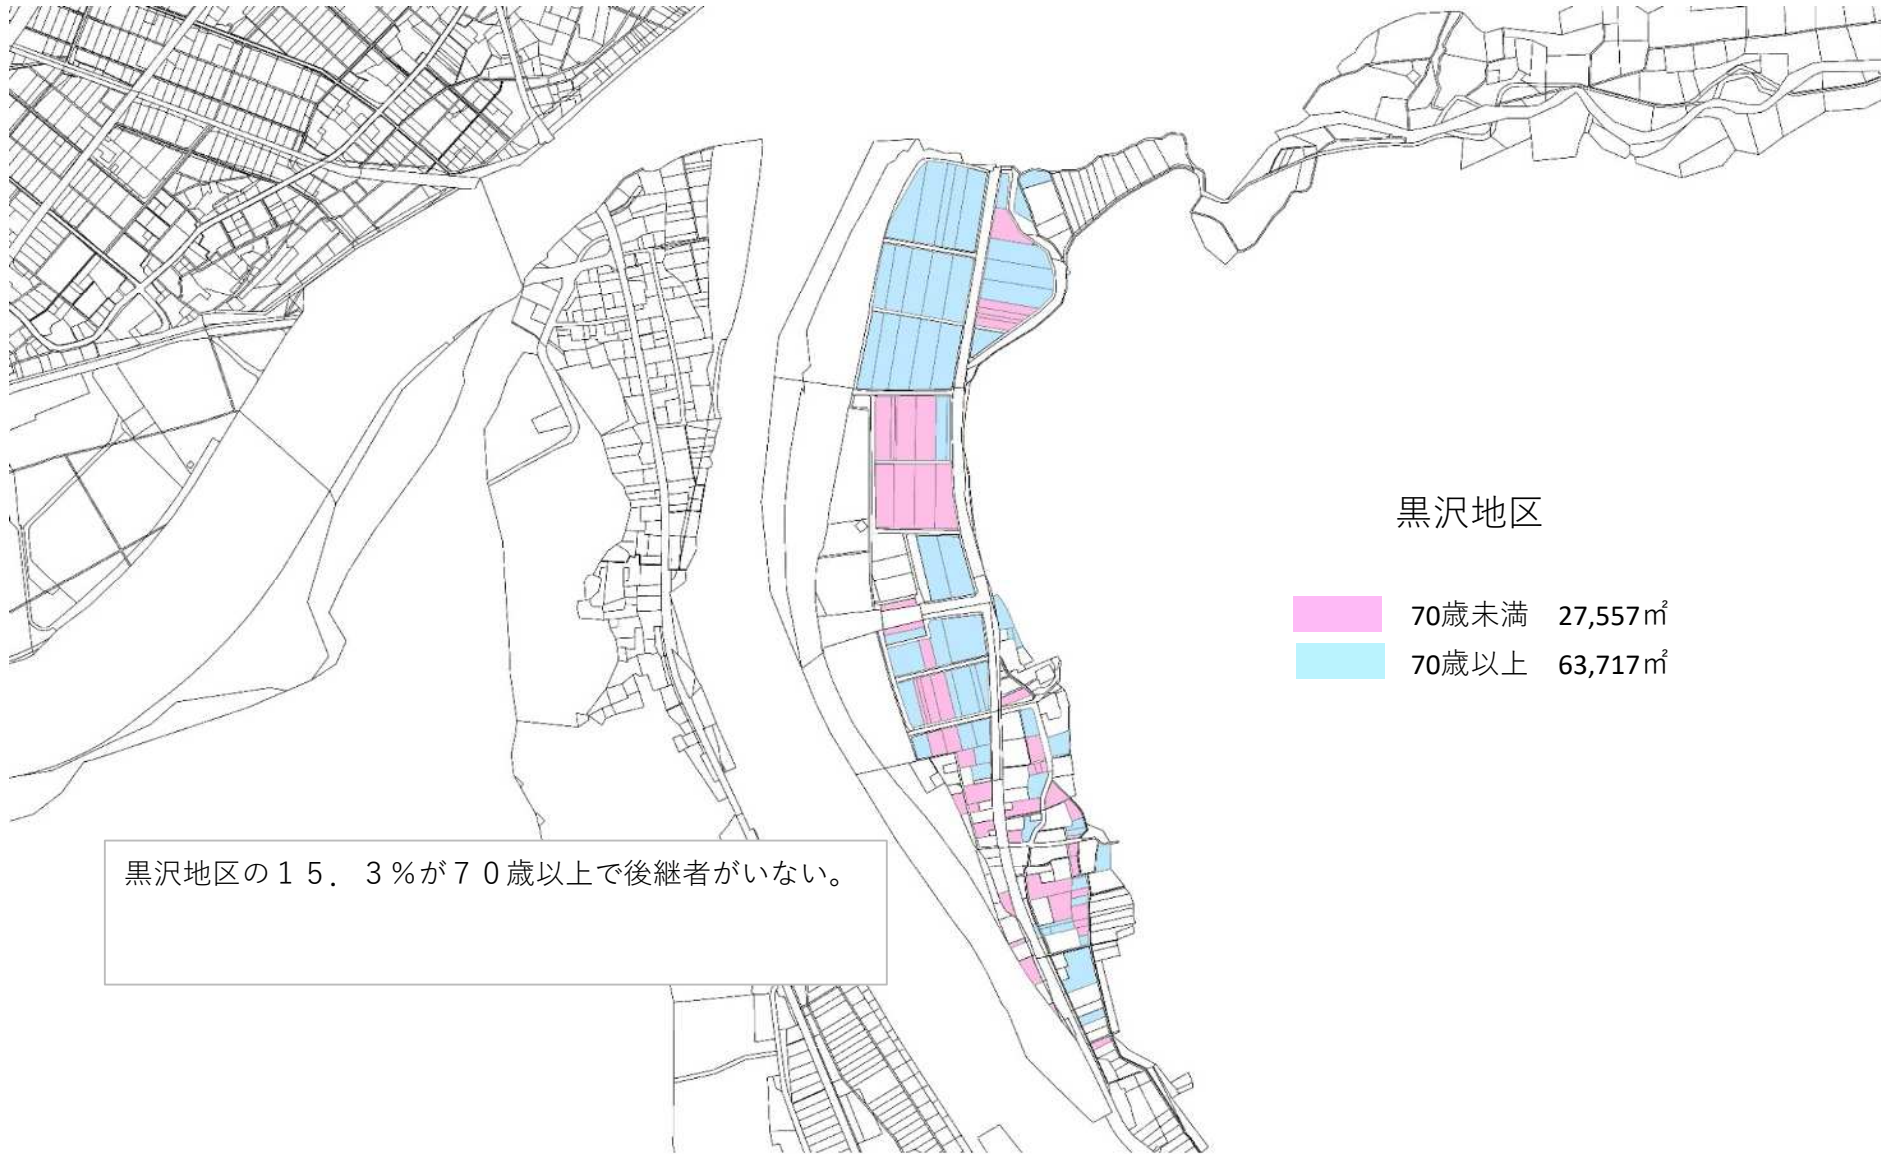 黒沢地区
70歳未満 27,557㎡
70歳以上 63,717㎡
黒沢地区の１５．３％が７０歳以上で後継者がいない。